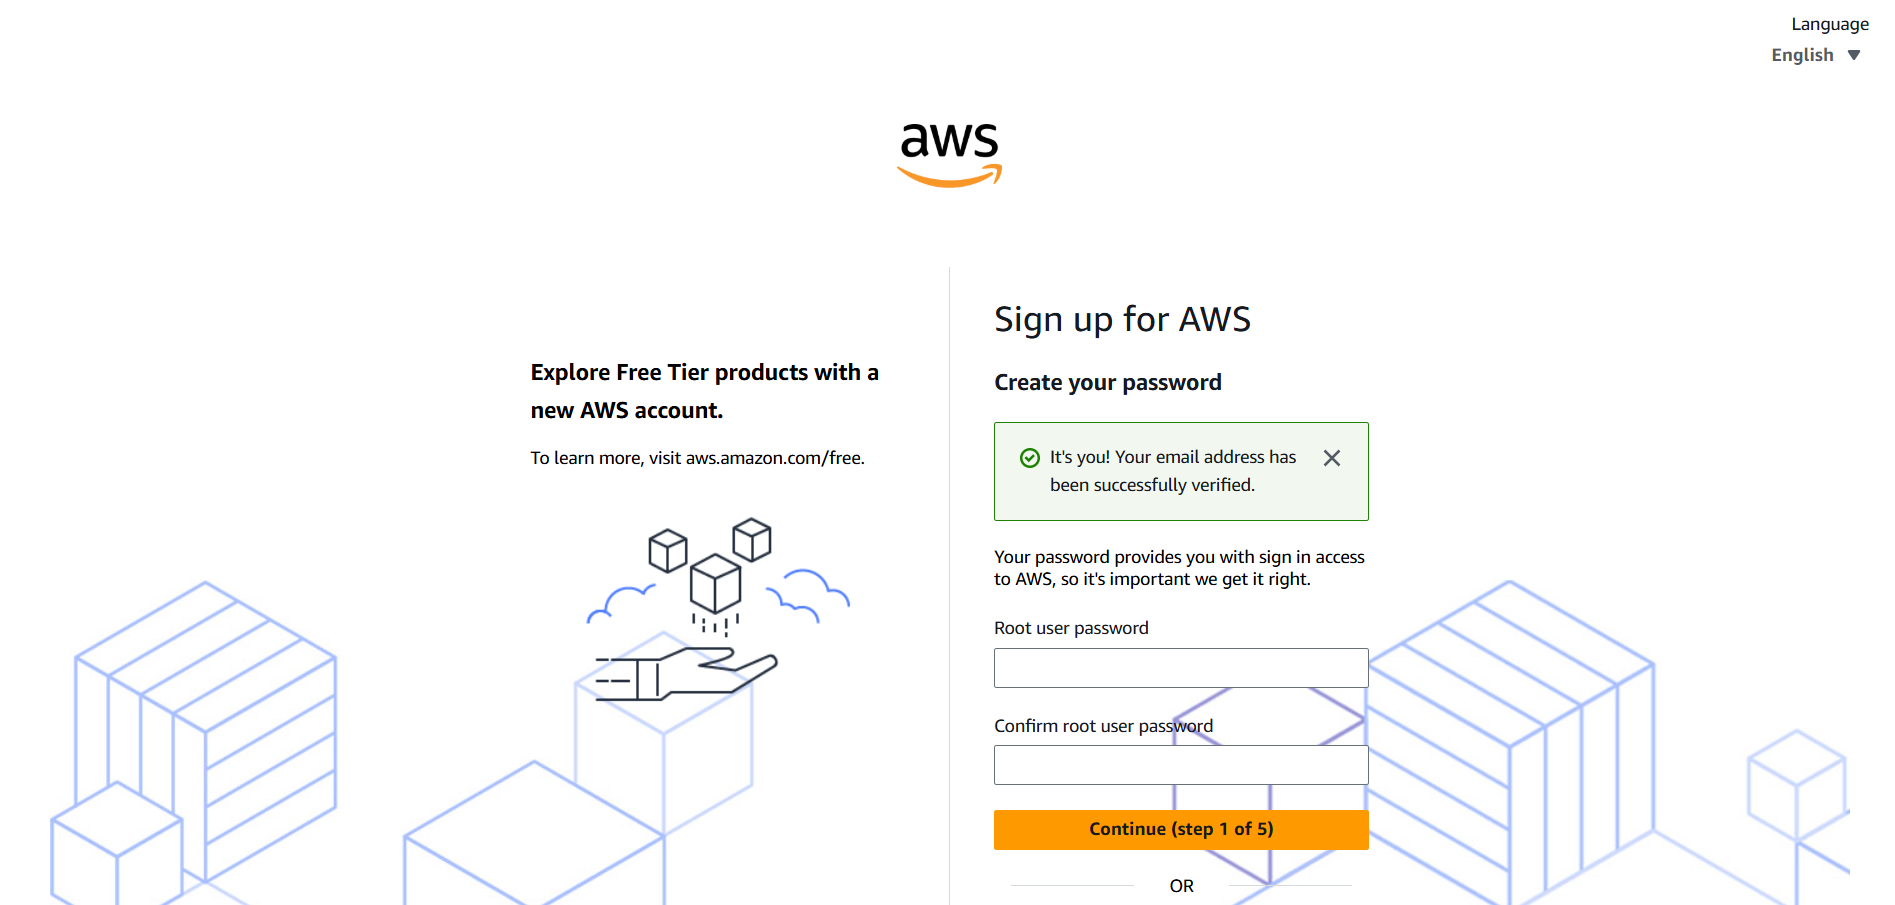 Language
English
aws
Explore Free Tier products with a
new AWS account.
To learn more, visit aws.amazon.com/free.
Sign up for AWS
Create your password
It's you! Your email address has
been successfully verified.
Your password provides you with sign in access
to AWS, so it's important we get it right.
Root user password
Confirm root user password
Continue (step 1 of 5)
OR